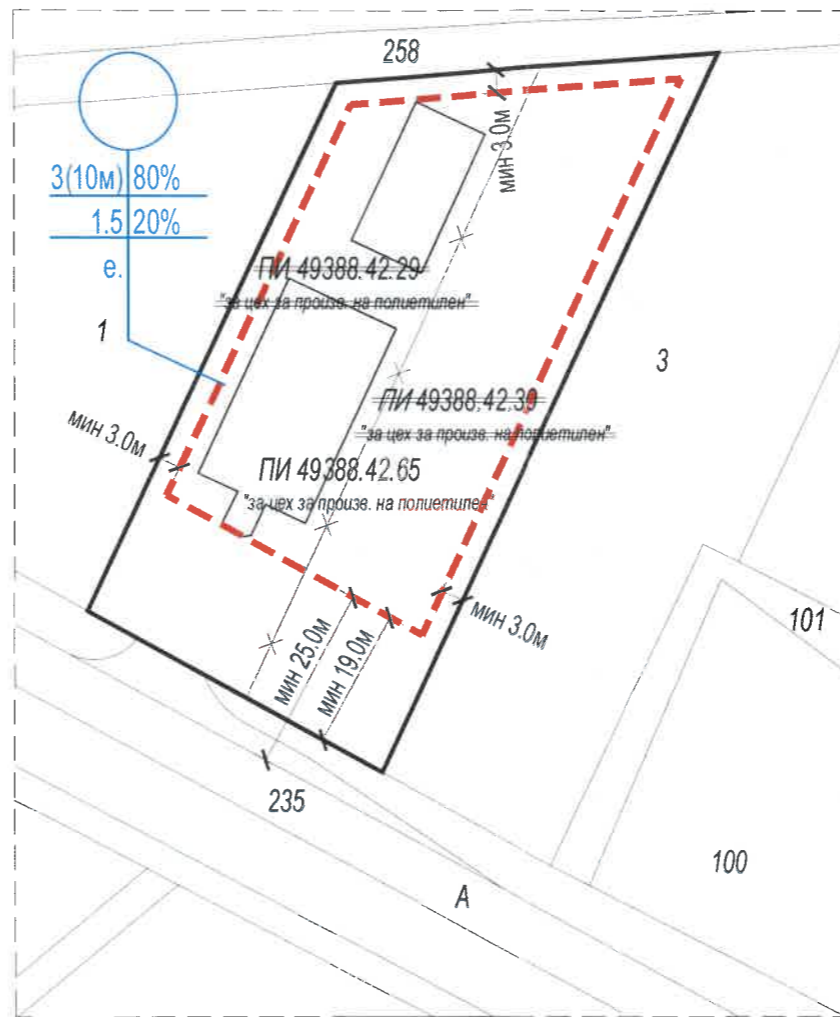 258
мин 3.0м
3(10м) 80%
1.5 20%
е.
ПИ 49388.42.29
"за цех за произв. на полиетилен"
1
3
ПИ 49388.42.39
"за цех за произв. на полиетилен"
мин 3.0м
ПИ 49388.42.65
"за цех за произв. на полиетилен"
мин 3.0м
101
мин 25.0м
мин 19.0м
235
100
А